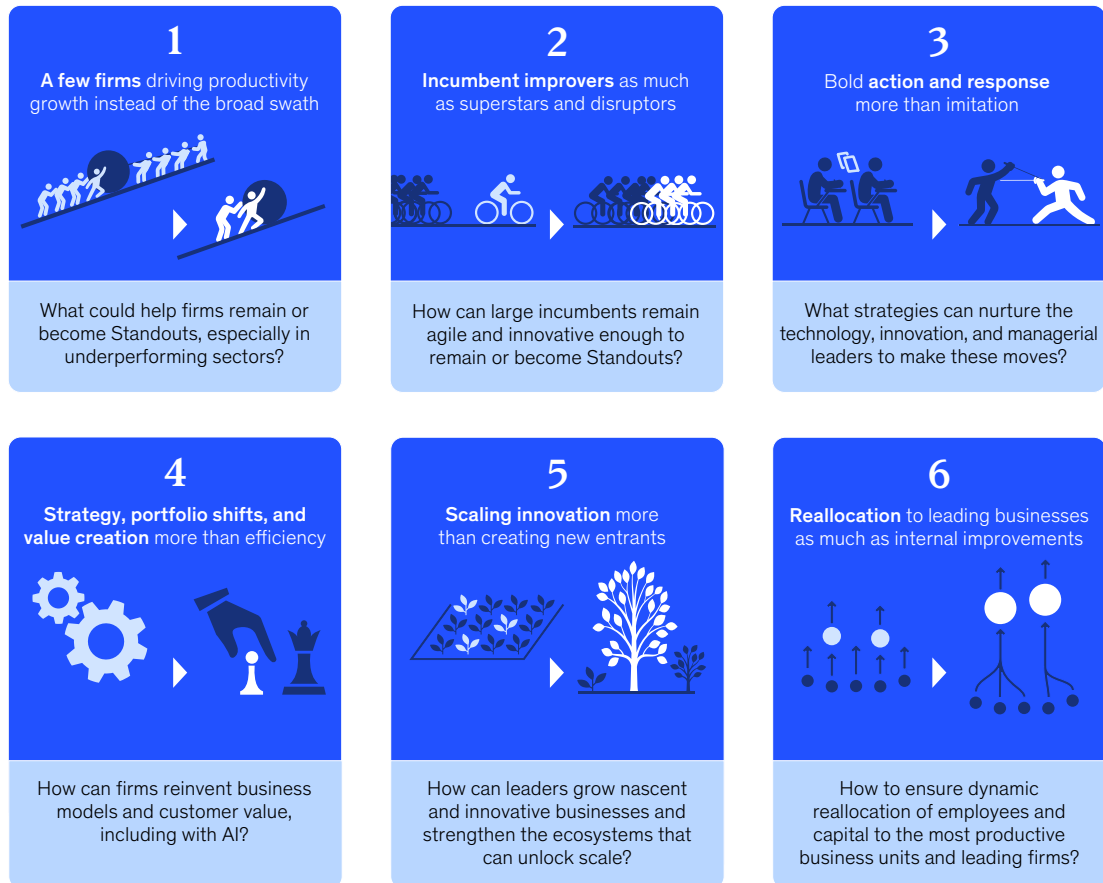 1
A few firms driving productivity
growth instead of the broad swath
What could help firms remain or
become Standouts, especially in
underperforming sectors?
2
Incumbent improvers as much
as superstars and disruptors
How can large incumbents remain
agile and innovative enough to
remain or become Standouts?
3
Bold action and response
more than imitation
What strategies can nurture the
technology, innovation, and managerial
leaders to make these moves?
4
Strategy, portfolio shifts, and
value creation more than efficiency
How can firms reinvent business
models and customer value,
including with AI?
5
Scaling innovation more
than creating new entrants
How can leaders grow nascent
and innovative businesses and
strengthen the ecosystems that
can unlock scale?
6
Reallocation to leading businesses
as much as internal improvements
How to ensure dynamic
reallocation of employees and
capital to the most productive
business units and leading firms?